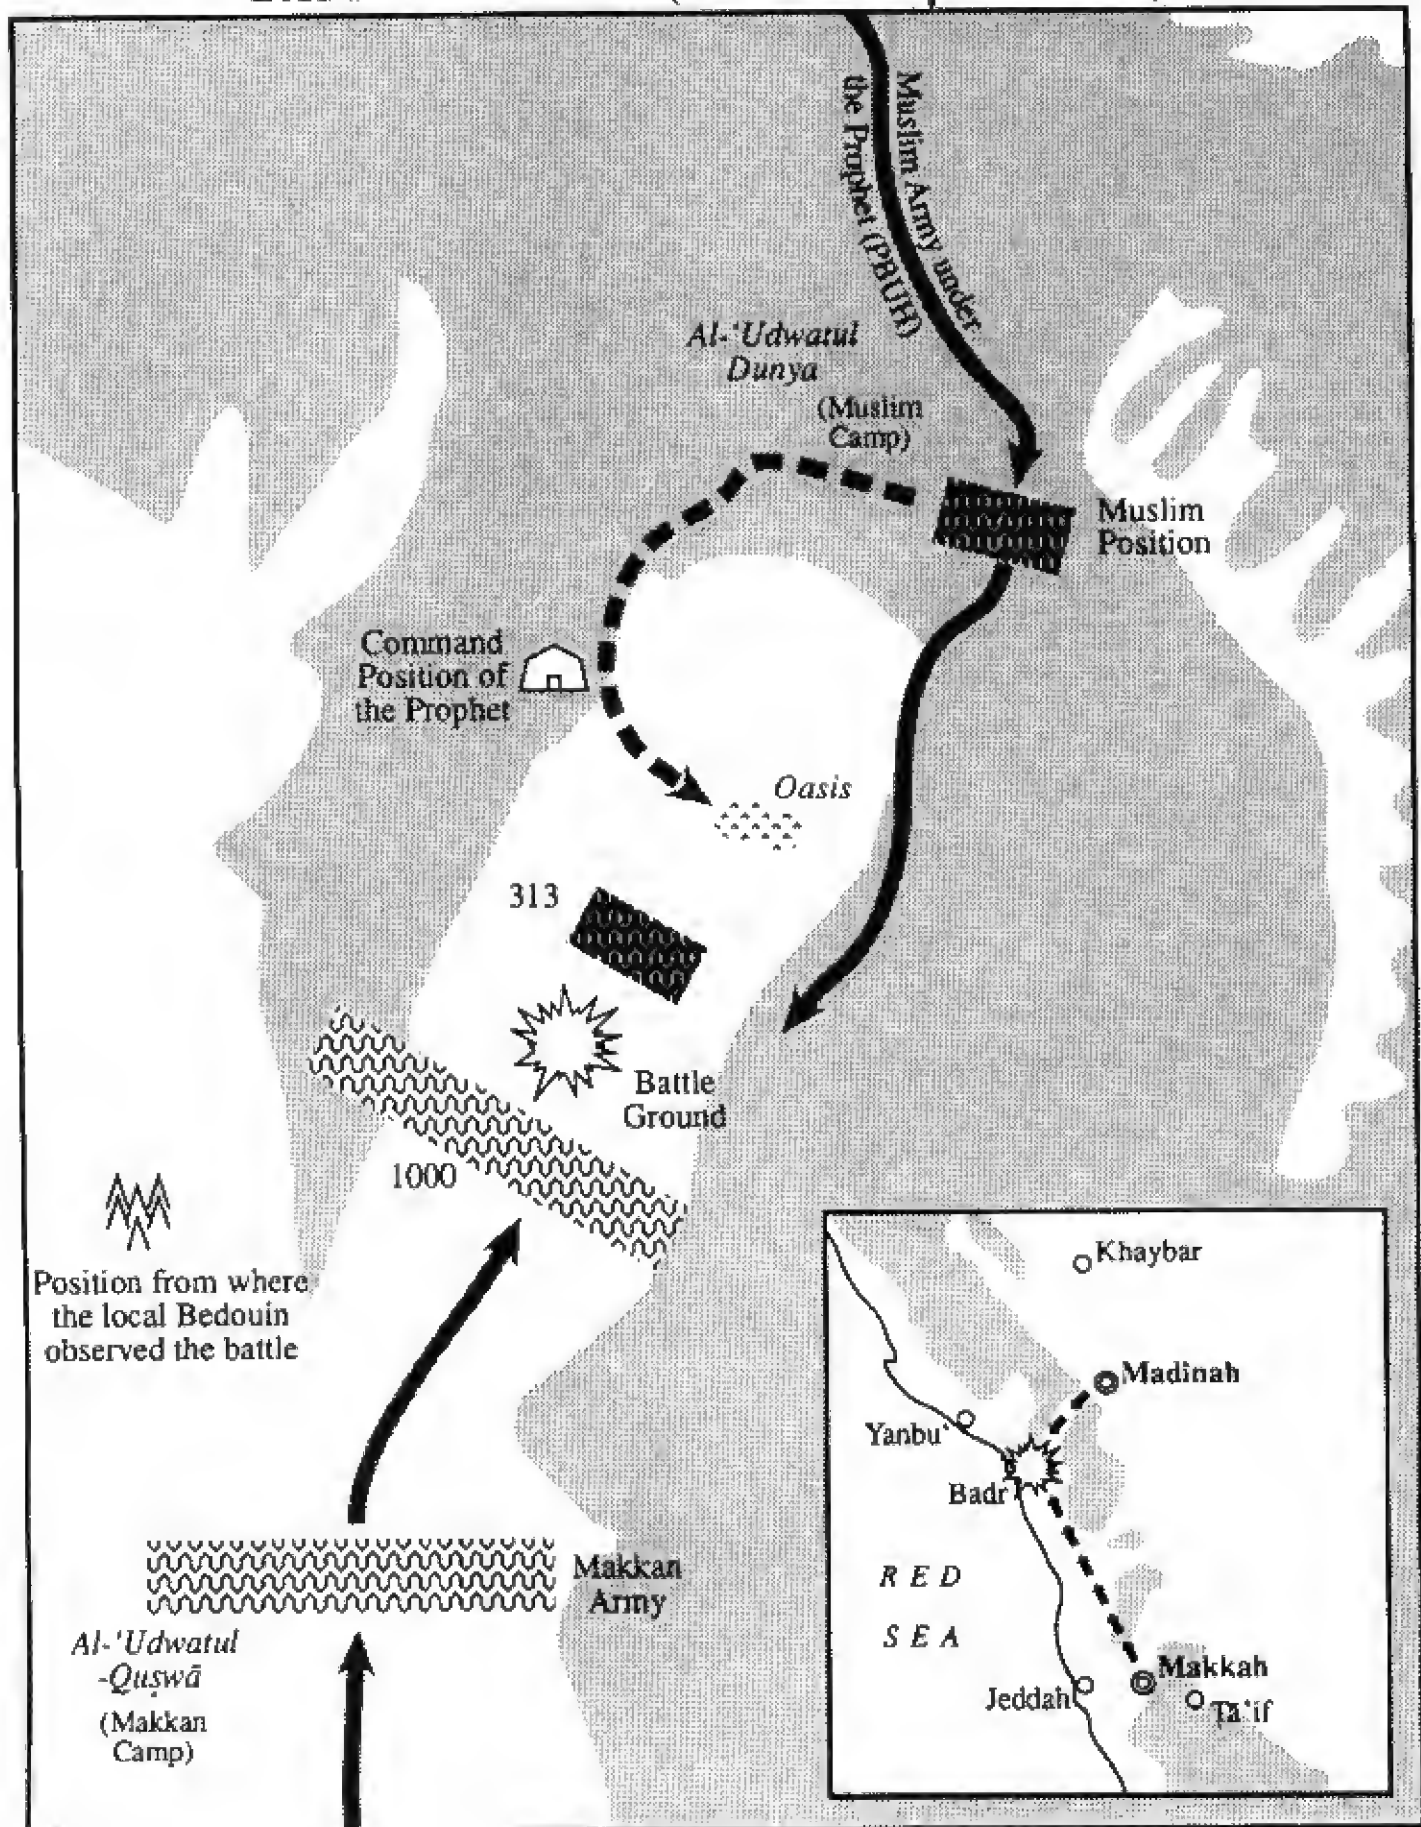 Muslim Army under
the Prophet (PBUH)
Al-'Udwatul
Dunya
(Muslim
Camp)
Muslim
Position
Command
Position of
the Prophet
Oasis
313
Battle
Ground
1000
Position from where
the local Bedouin
observed the battle
Makkan
Army
Al-'Udwatul
-Quṣwā
(Makkan
Camp)
Khaybar
Madīnah
Yanbu'
Badr
RED
SEA
Makkah
Jeddah
Ṭa'if